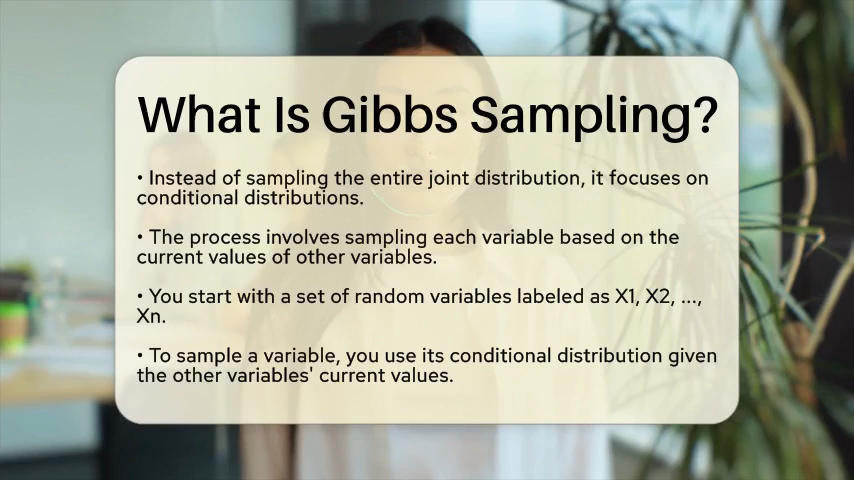 What Is Gibbs Sampling?
• Instead of sampling the entire joint distribution, it focuses on
conditional distributions.
• The process involves sampling each variable based on the
current values of other variables.
• You start with a set of random variables labeled as X1, X2, ...,
Xn.
• To sample a variable, you use its conditional distribution given
the other variables' current values.